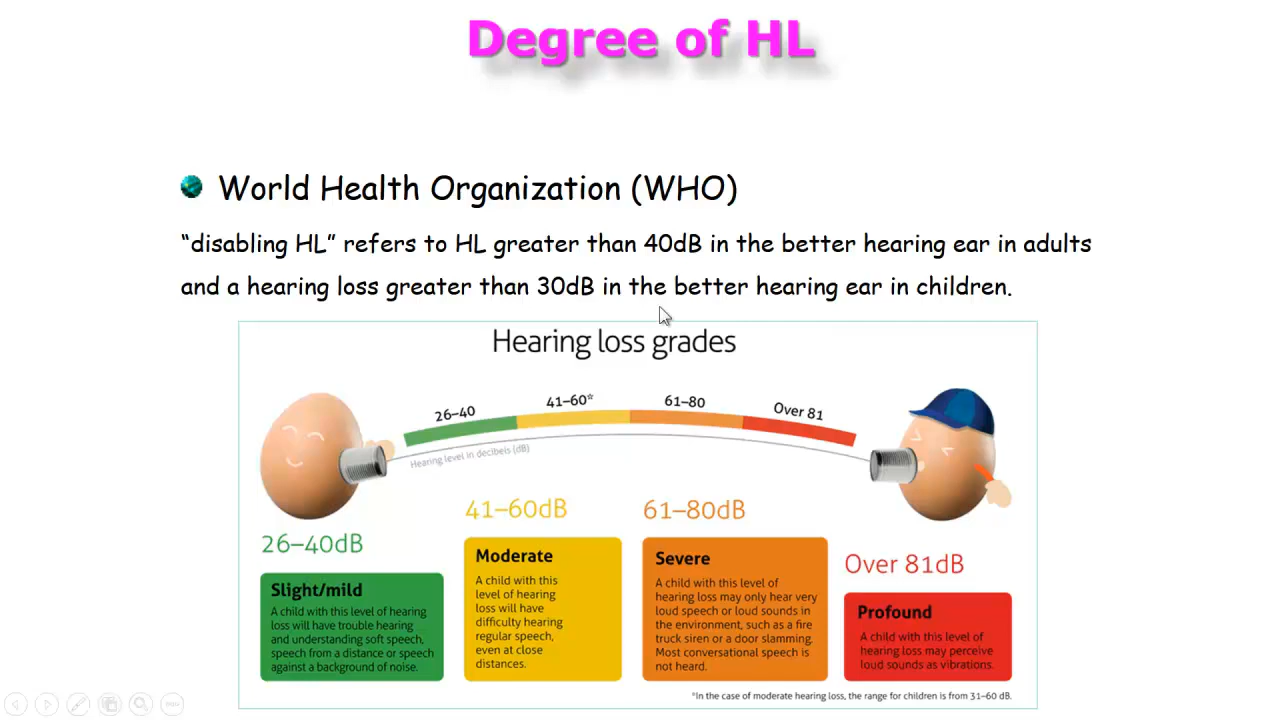 Degree of HL
World Health Organization (WHO)
“disabling HL” refers to HL greater than 40dB in the better hearing ear in adults
and a hearing loss greater than 30dB in the better hearing ear in children.
Hearing loss grades
26–40
41–60*
61–80
Over 81
Hearing level in decibels (dB)
26–40dB
Slight/mild
A child with this level of hearing
loss will have trouble hearing
and understanding soft speech,
speech from a distance or speech
against a background of noise.
41–60dB
Moderate
A child with this
level of hearing
loss will have
difficulty hearing
regular speech,
even at close
distances.
61–80dB
Severe
A child with this level of
hearing loss may only hear very
loud speech or loud sounds in
the environment, such as a fire
truck siren or a door slamming.
Most conversational speech is
not heard.
Over 81dB
Profound
A child with this level of
hearing loss may perceive
loud sounds as vibrations.
*In the case of moderate hearing loss, the range for children is from 31–60 dB.